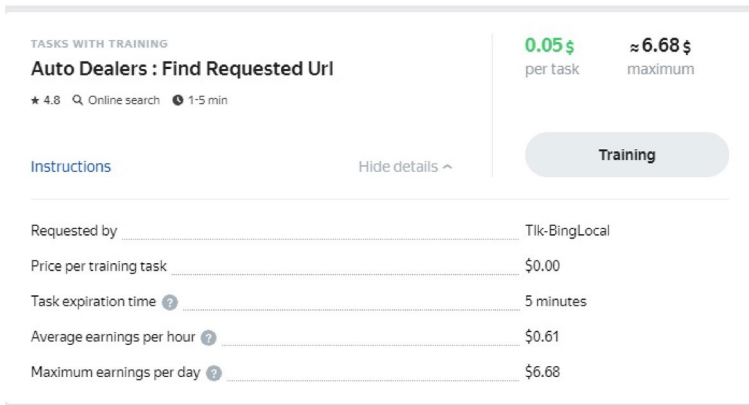 TASKS WITH TRAINING
Auto Dealers : Find Requested Url
★ 4.8 Online search 1-5 min
0.05 $ ≈ 6.68 $
per task maximum
Training
Instructions Hide details
Requested by Tlk-BingLocal
Price per training task $0.00
Task expiration time ? 5 minutes
Average earnings per hour ? $0.61
Maximum earnings per day ? $6.68